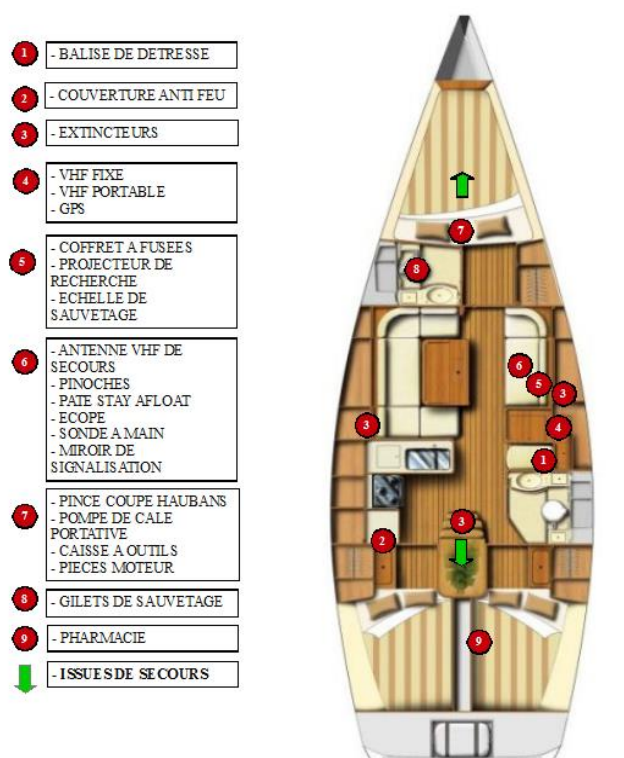 1
- BALISE DE DETRESSE
2
- COUVERTURE ANTI FEU
3
- EXTINCTEURS
4
- VHF FIXE
- VHF PORTABLE
- GPS
5
- COFFRET A FUSEES
- PROJECTEUR DE
RECHERCHE
- ECHELLE DE
SAUVETAGE
6
- ANTENNE VHF DE
SECOURS
- PINOCHES
- PATE STAY AFLOAT
- ECOPE
- SONDE A MAIN
- MIROIR DE
SIGNALISATION
7
- PINCE COUPE HAUBANS
- POMPE DE CALE
PORTATIVE
- CAISSE A OUTILS
- PIECES MOTEUR
8
- GILETS DE SAUVETAGE
9
- PHARMACIE
- ISSUES DE SECOURS
7
8
6
5
3
3
4
1
3
2
9